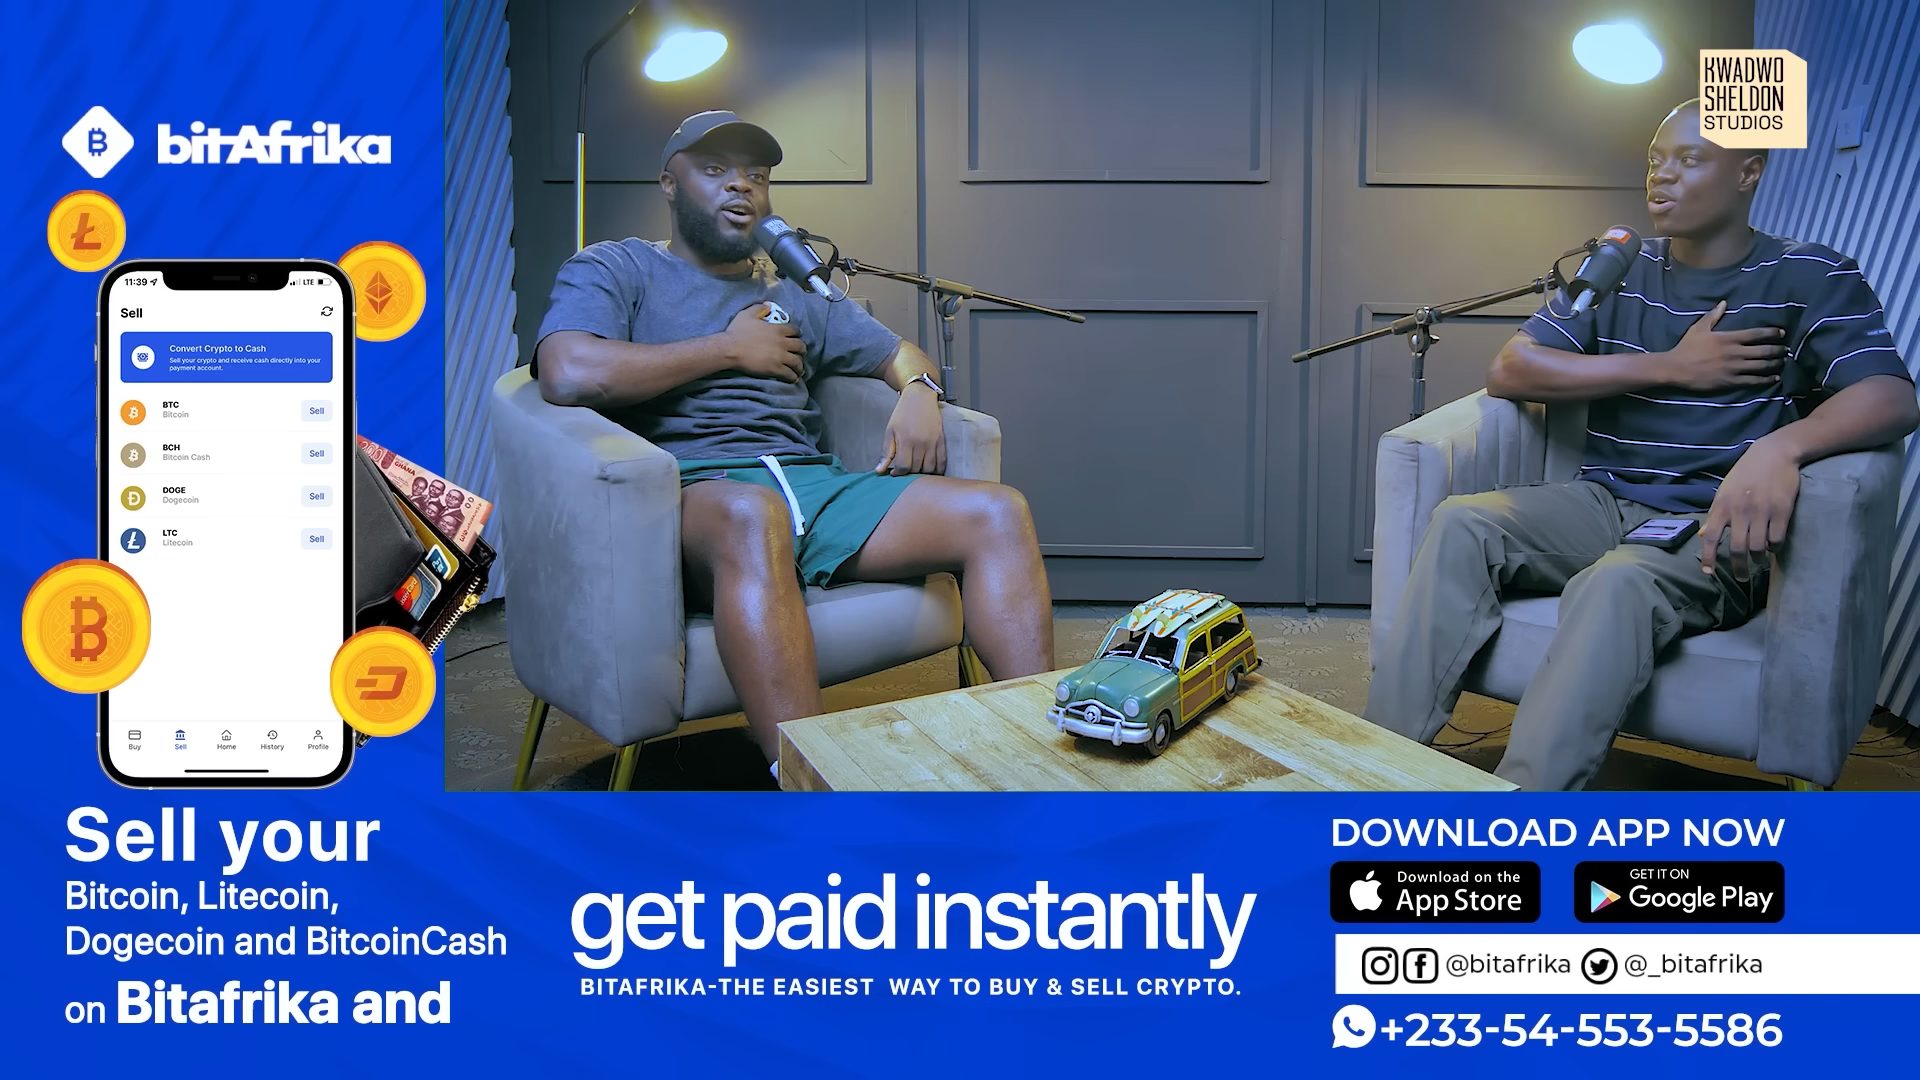 bitAfrika
KWADWO
SHELDON
STUDIOS
11:39
LTE
Sell
Convert Crypto to Cash
Sell your crypto and receive cash directly into your
payment account.
BTC
Bitcoin
Sell
BCH
Bitcoin Cash
Sell
DOGE
Dogecoin
Sell
LTC
Litecoin
Sell
Buy
Sell
Home
History
Profile
GHANA
Sell your
Bitcoin, Litecoin,
Dogecoin and BitcoinCash
on Bitafrika and
get paid instantly
BITAFRIKA-THE EASIEST WAY TO BUY & SELL CRYPTO.
DOWNLOAD APP NOW
Download on the
App Store
GET IT ON
Google Play
@bitafrika @_bitafrika
+233-54-553-5586